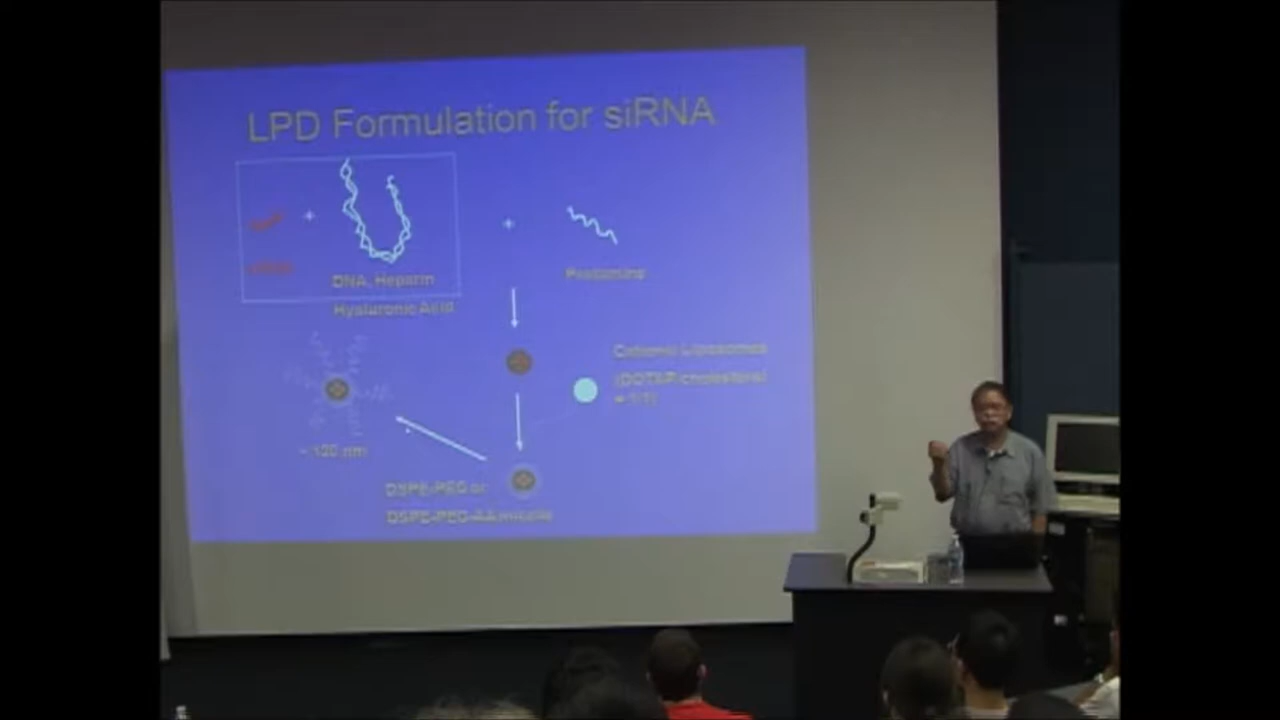 LPD Formulation for siRNA
+
+
DNA, Heparin
Protamine
Hyaluronic Acid
Cationic Liposomes
(DOTAP/cholesterol
~ 100 nm
DSPE-PEG or
DSPE-PEG-AA micelle